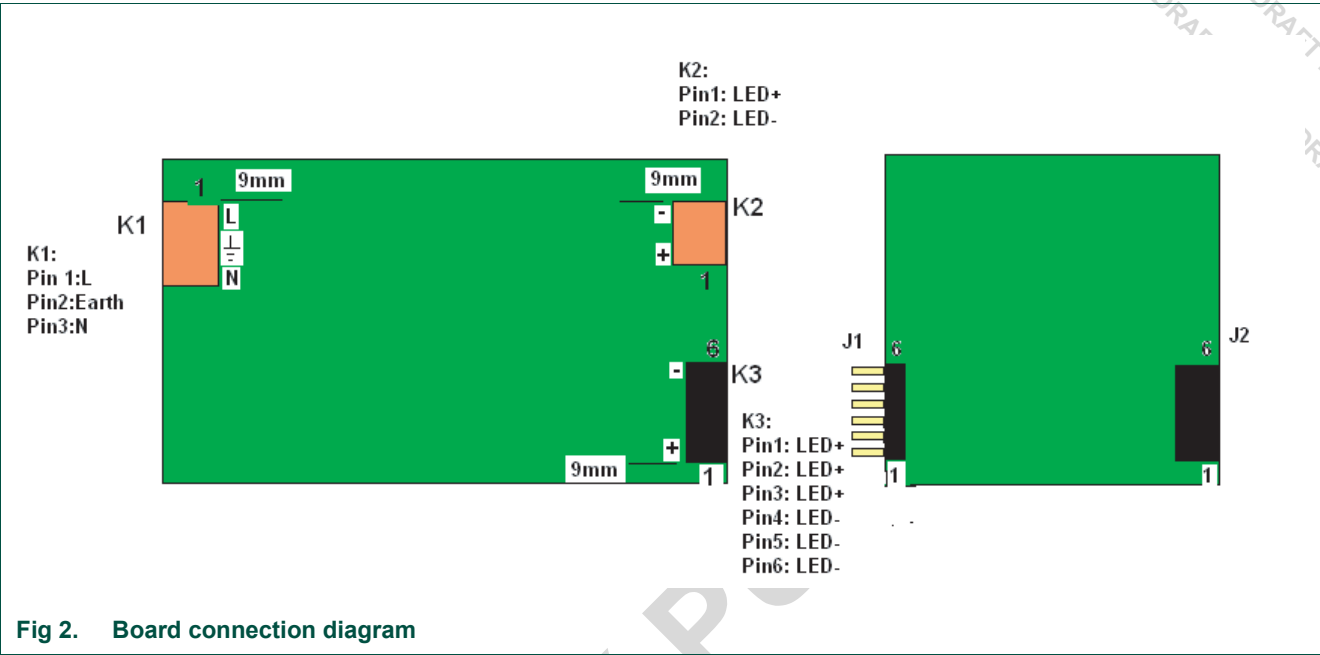 K2:
Pin1: LED+
Pin2: LED-
1
9mm
9mm
K1
L
-
K2
K1:
Pin 1:L
Pin2:Earth
Pin3:N
+
N
1
6
J1
6
6
J2
-
K3
K3:
Pin1: LED+
Pin2: LED+
Pin3: LED+
Pin4: LED-
Pin5: LED-
Pin6: LED-
+
9mm
1
1
1
Fig 2. Board connection diagram